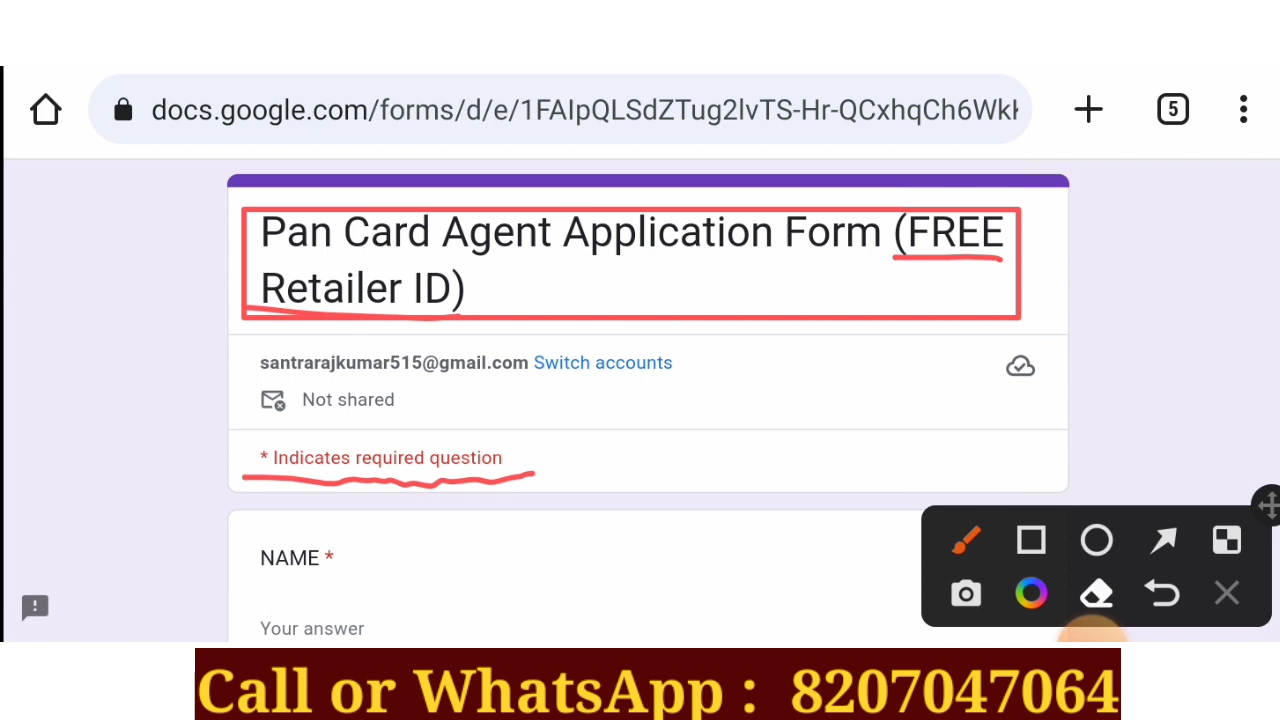 docs.google.com/forms/d/e/1FAIpQLSdZTug2lvTS-Hr-QCxhqCh6Wk
5
Pan Card Agent Application Form (FREE
Retailer ID)
santrarajkumar515@gmail.com Switch accounts
Not shared
* Indicates required question
NAME *
Your answer
Call or WhatsApp : 8207047064